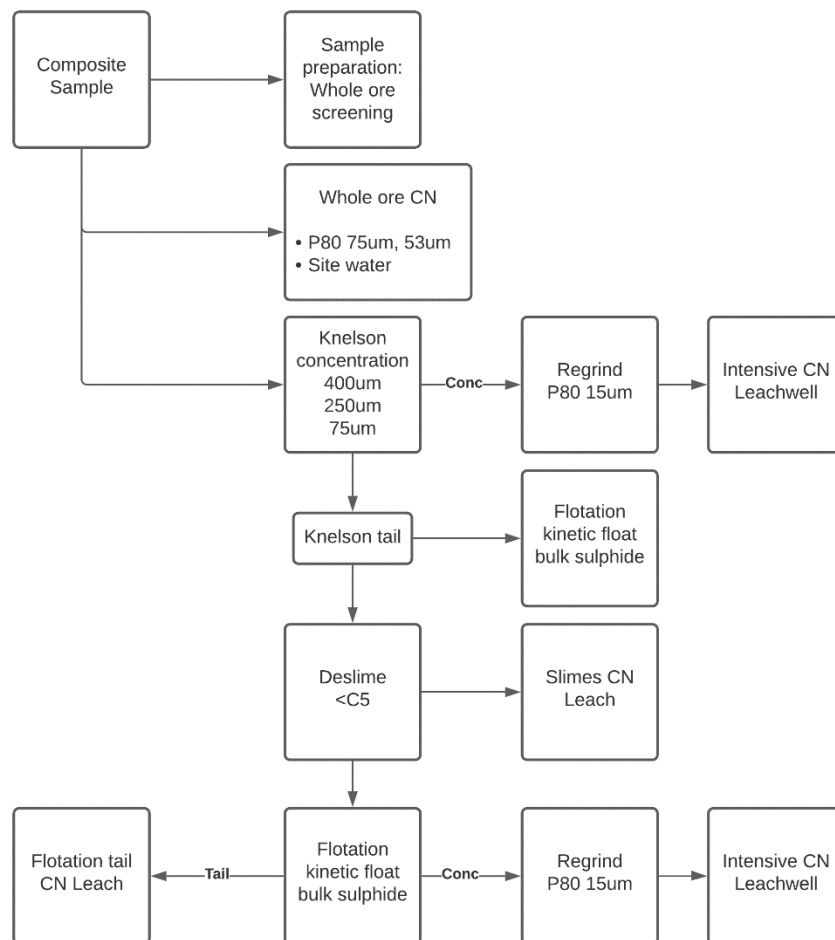 Composite
Sample
Sample
preparation:
Whole ore
screening
Whole ore CN
• P80 75um, 53um
• Site water
Knelson
concentration
400um
250um
75um
Conc
Regrind
P80 15um
Intensive CN
Leachwell
Knelson tail
Flotation
kinetic float
bulk sulphide
Deslime
<C5
Slimes CN
Leach
Flotation tail
CN Leach
Tail
Flotation
kinetic float
bulk sulphide
Conc
Regrind
P80 15um
Intensive CN
Leachwell